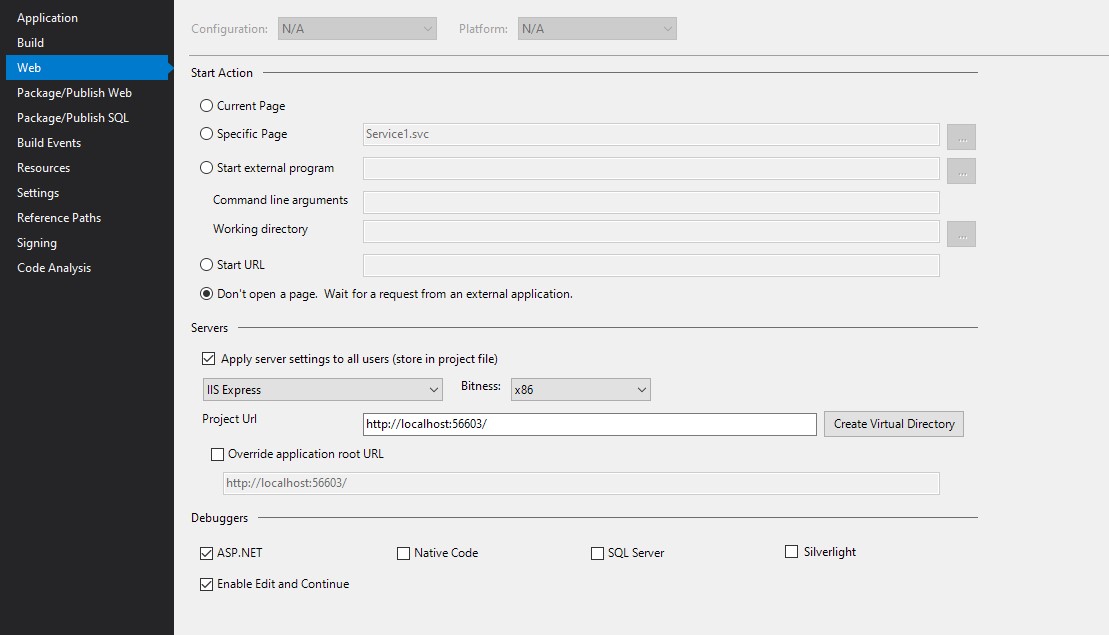 Application
Build
Web
Package/Publish Web
Package/Publish SQL
Build Events
Resources
Settings
Reference Paths
Signing
Code Analysis
Configuration: N/A Platform: N/A
Start Action
Current Page
Specific Page Service1.svc ...
Start external program ...
Command line arguments
Working directory ...
Start URL
Don't open a page. Wait for a request from an external application.
Servers
Apply server settings to all users (store in project file)
IIS Express Bitness: x86
Project Url http://localhost:56603/ Create Virtual Directory
Override application root URL
http://localhost:56603/
Debuggers
ASP.NET Native Code SQL Server Silverlight
Enable Edit and Continue